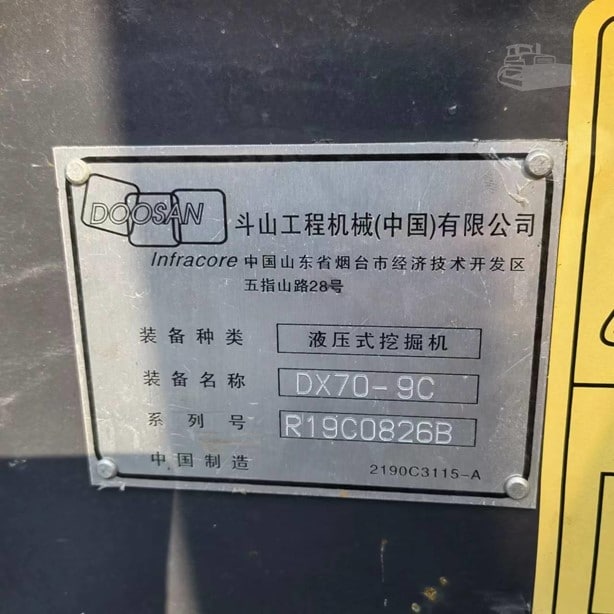 DOOSAN 斗山工程机械(中国)有限公司
Infracore 中国山东省烟台市经济技术开发区
五指山路28号
装备种类 液压式挖掘机
装备名称 DX70-9C
系列号 R19C0826B
中国制造 2190C3115-A